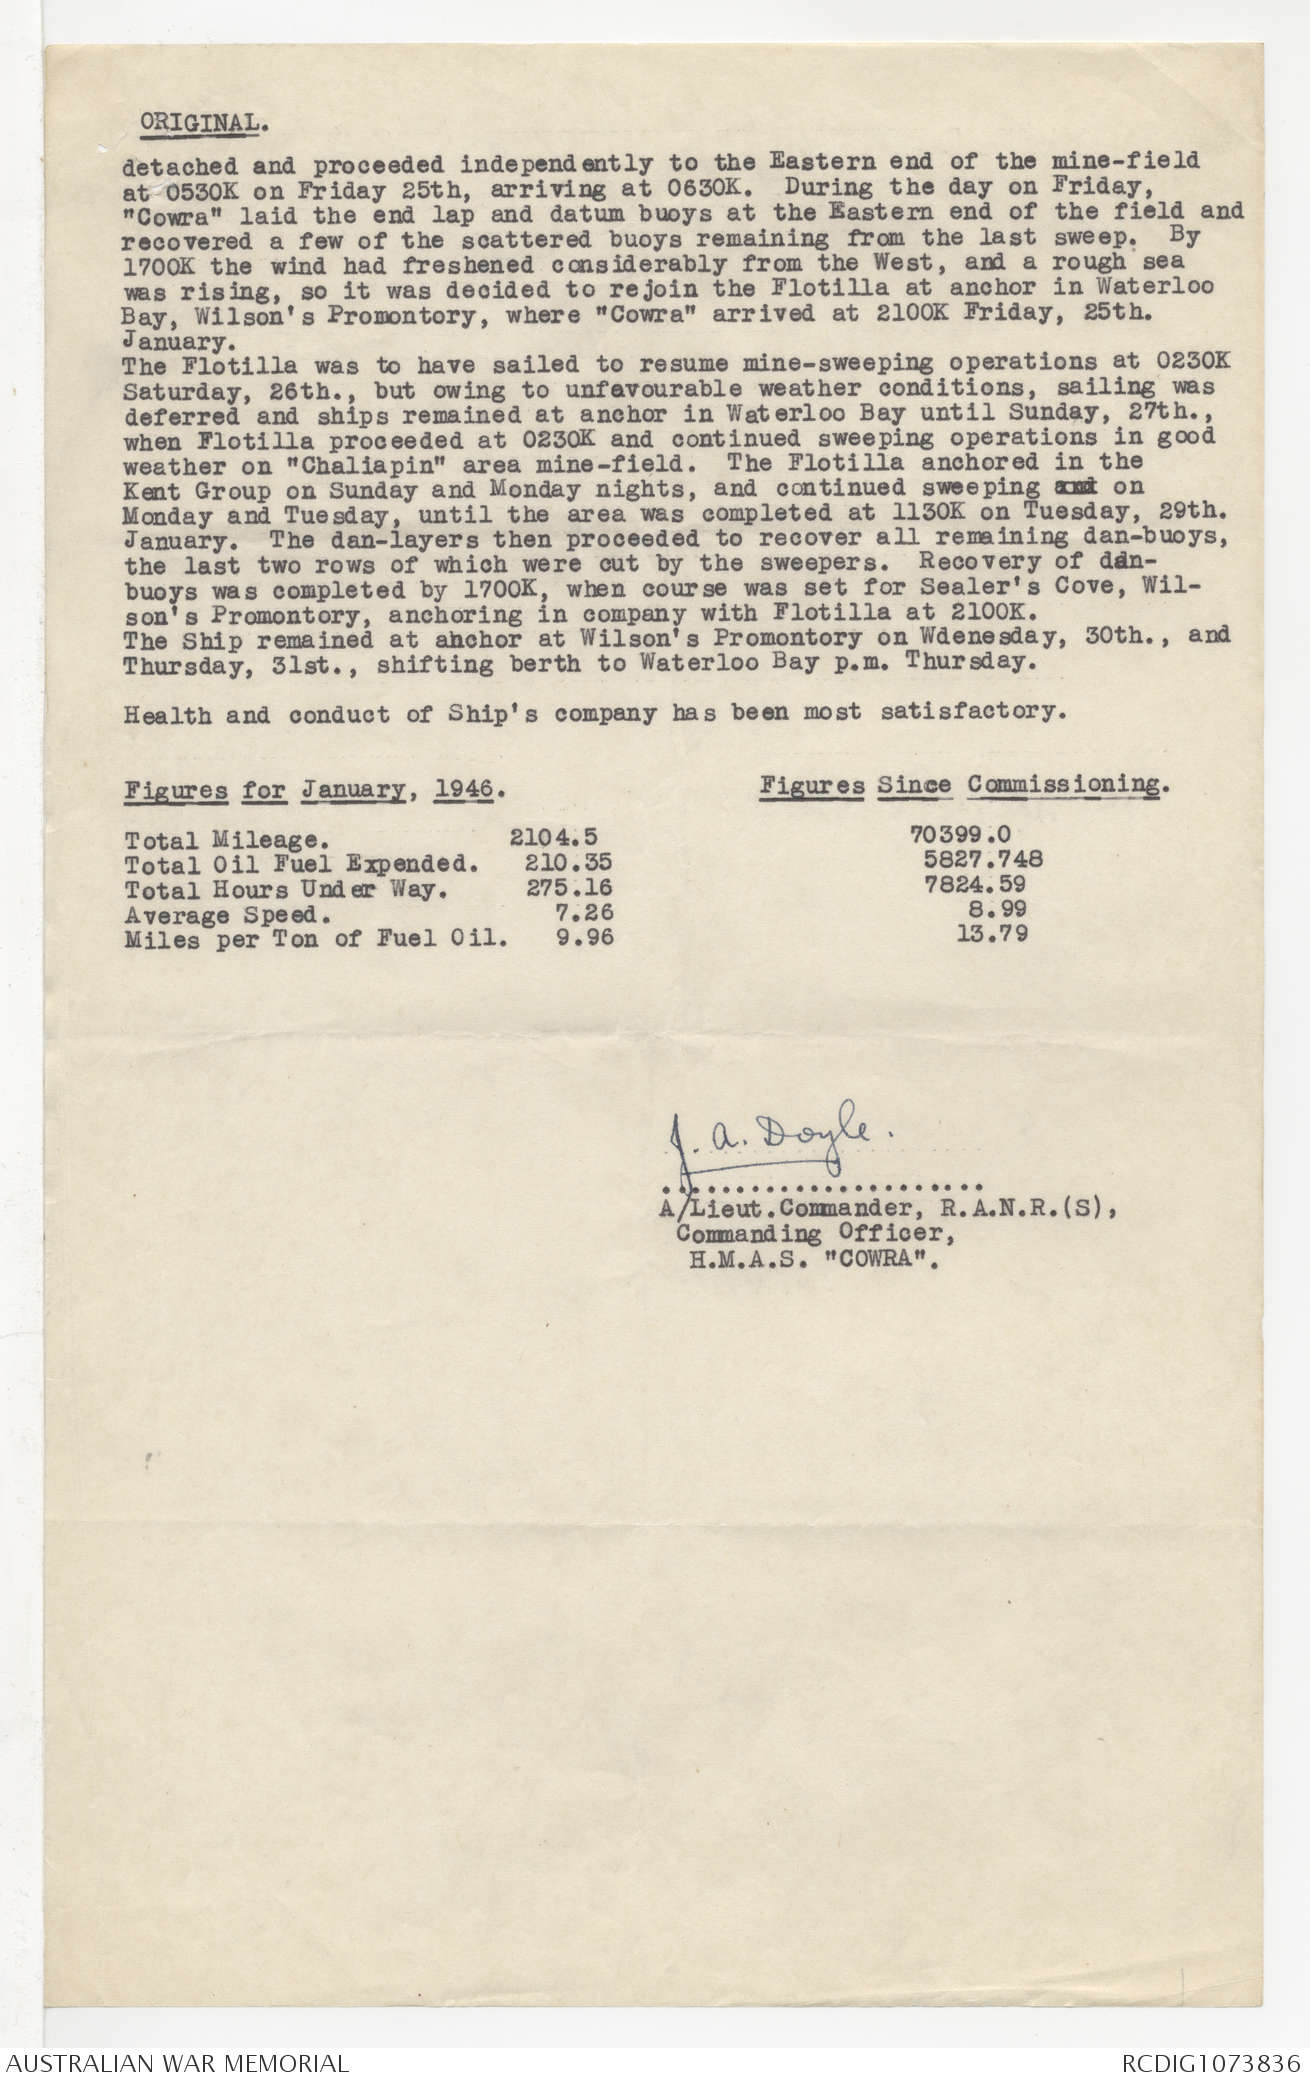 ORIGINAL.
detached and proceeded independently to the Eastern end of the mine-field
at 0530K on Friday 25th, arriving at 0630K.  During the day on Friday,
"Cowra" laid the end lap and datum buoys at the Eastern end of the field and
recovered a few of the scattered buoys remaining from the last sweep.  By
1700K the wind had freshened considerably from the West, and a rough sea
was rising, so it was decided to rejoin the Flotilla at anchor in Waterloo
Bay, Wilson's Promontory, where "Cowra" arrived at 2100K Friday, 25th.
January.
The Flotilla was to have sailed to resume mine-sweeping operations at 0230K
Saturday, 26th., but owing to unfavourable weather conditions, sailing was
deferred and ships remained at anchor in Waterloo Bay until Sunday, 27th.,
when Flotilla proceeded at 0230K and continued sweeping operations in good
weather on "Chaliapin" area mine-field.  The Flotilla anchored in the
Kent Group on Sunday and Monday nights, and continued sweeping on
Monday and Tuesday, until the area was completed at 1130K on Tuesday, 29th.
January.  The dan-layers then proceeded to recover all remaining dan-buoys,
the last two rows of which were cut by the sweepers.  Recovery of dan-
buoys was completed by 1700K, when course was set for Sealer's Cove, Wil-
son's Promontory, anchoring in company with Flotilla at 2100K.
The Ship remained at anchor at Wilson's Promontory on Wdenesday, 30th., and
Thursday, 31st., shifting berth to Waterloo Bay p.m. Thursday.
Health and conduct of Ship's company has been most satisfactory.
Figures for January, 1946.  Figures Since Commissioning.
Total Mileage.  2104.5  70399.0
Total Oil Fuel Expended.  210.35  5827.748
Total Hours Under Way.  275.16  7824.59
Average Speed.  7.26  8.99
Miles per Ton of Fuel Oil.  9.96  13.79
J. A. Doyle.
.......................
A/Lieut.Commander, R.A.N.R.(S),
Commanding Officer,
H.M.A.S. "COWRA".
AUSTRALIAN WAR MEMORIAL  RCDIG1073836